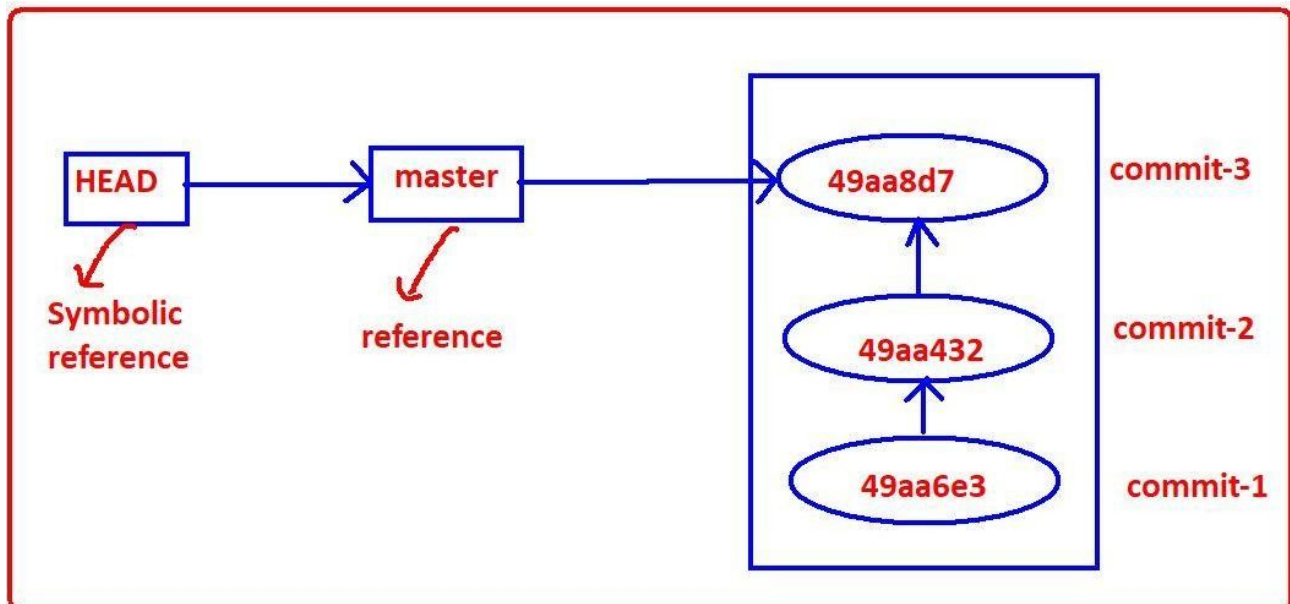 HEAD
master
49aa8d7
commit-3
Symbolic
reference
reference
49aa432
commit-2
49aa6e3
commit-1